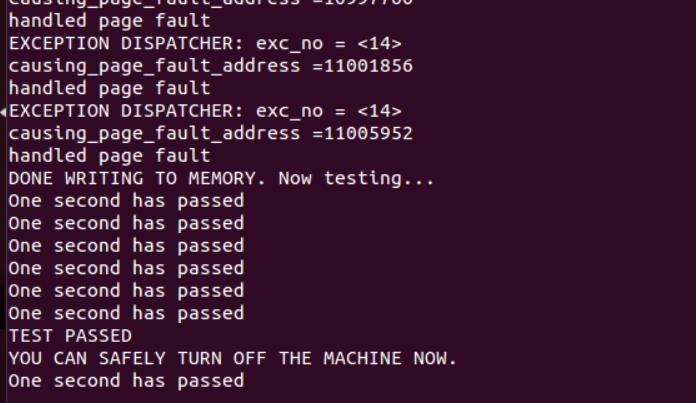 causing_page_fault_address =10997760
handled page fault
EXCEPTION DISPATCHER: exc_no = <14>
causing_page_fault_address =11001856
handled page fault
EXCEPTION DISPATCHER: exc_no = <14>
causing_page_fault_address =11005952
handled page fault
DONE WRITING TO MEMORY. Now testing...
One second has passed
One second has passed
One second has passed
One second has passed
One second has passed
One second has passed
TEST PASSED
YOU CAN SAFELY TURN OFF THE MACHINE NOW.
One second has passed